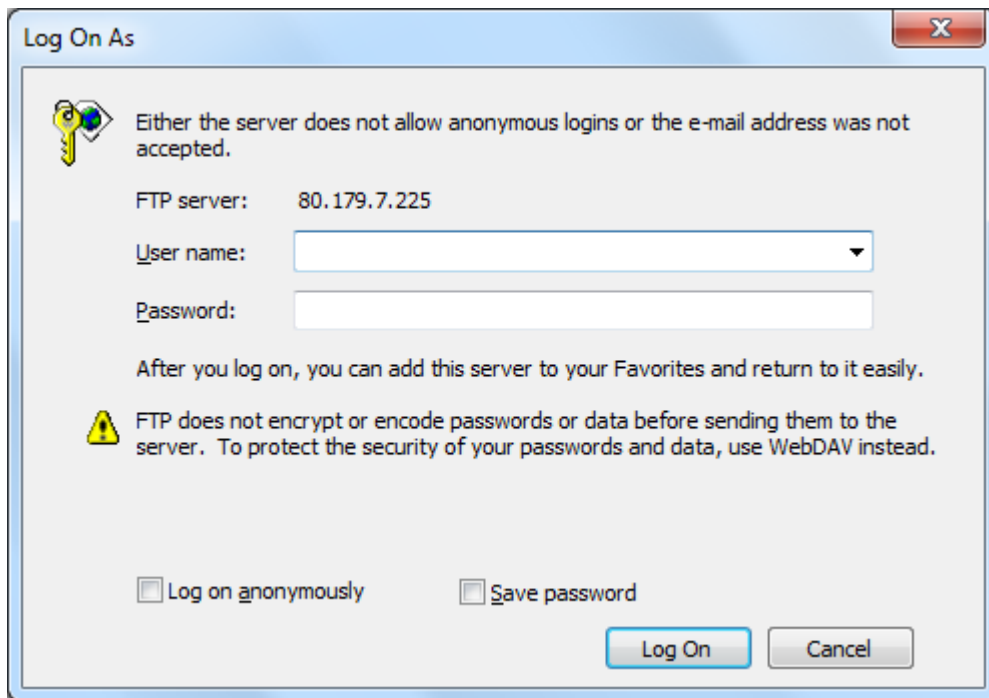 Log On As
Either the server does not allow anonymous logins or the e-mail address was not
accepted.
FTP server: 80.179.7.225
User name:
Password:
After you log on, you can add this server to your Favorites and return to it easily.
FTP does not encrypt or encode passwords or data before sending them to the
server.  To protect the security of your passwords and data, use WebDAV instead.
Log on anonymously Save password
Log On Cancel